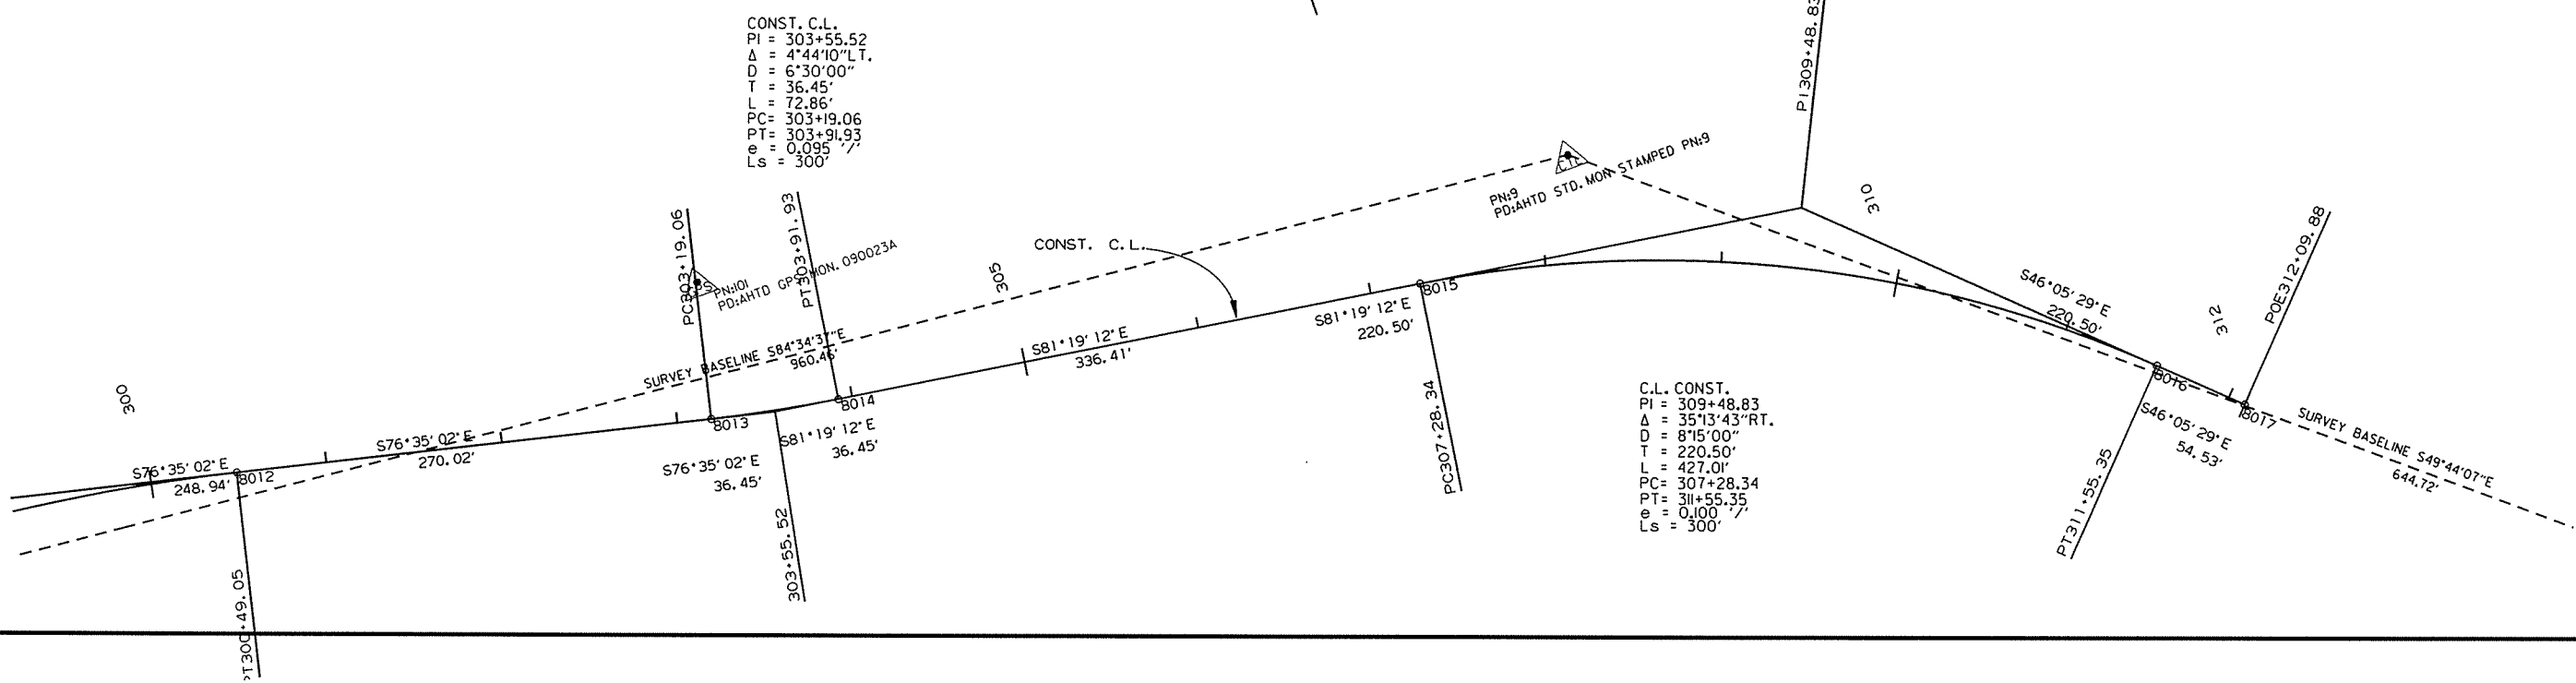 CONST. C.L.
PI = 303+55.52
Δ = 4°44'10"LT.
D = 6°30'00"
T = 36.45'
L = 72.86'
PC= 303+19.06
PT= 303+91.93
e = 0.095 '/'
Ls = 300'
PI309+48.83
310
PN:9
PD:AHTD STD. MON STAMPED PN:9
CTC
PC303+19.06
PT303+91.93
GPS
PN:101
PD:AHTD GPS MON. 090023A
CONST. C.L.
305
SURVEY BASELINE S84°34'37"E
960.46'
300
S76°35'02"E
248.94'
8012
S76°35'02"E
270.02'
8013
8014
S76°35'02"E
36.45'
S81°19'12"E
36.45'
S81°19'12"E
336.41'
S81°19'12"E
220.50'
8015
S46°05'29"E
220.50'
312
POE312+09.88
8016
8017
S46°05'29"E
54.53'
SURVEY BASELINE S49°44'07"E
644.72'
PT300+49.05
303+55.52
PC307+28.34
PT311+55.35
C.L. CONST.
PI = 309+48.83
Δ = 35°13'43"RT.
D = 8°15'00"
T = 220.50'
L = 427.01'
PC= 307+28.34
PT= 311+55.35
e = 0.100 '/'
Ls = 300'